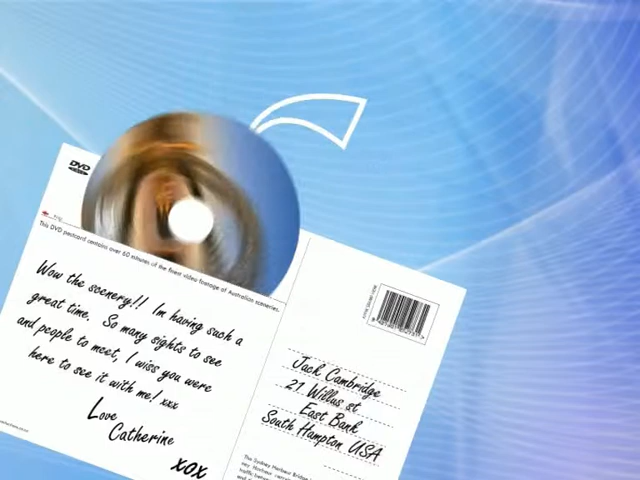 DVD
This DVD postcard contains over 60 minutes of the finest video footage of Australian sceneries.
Wow the scenery!! Im having such a
great time. So many sights to see
and people to meet, I wiss you were
here to see it with me! xxx
Love
Catherine
xox
Jack Cambridge
21 Willus st
East Bank
South Hampton USA
The Sydney Harbour Bridge